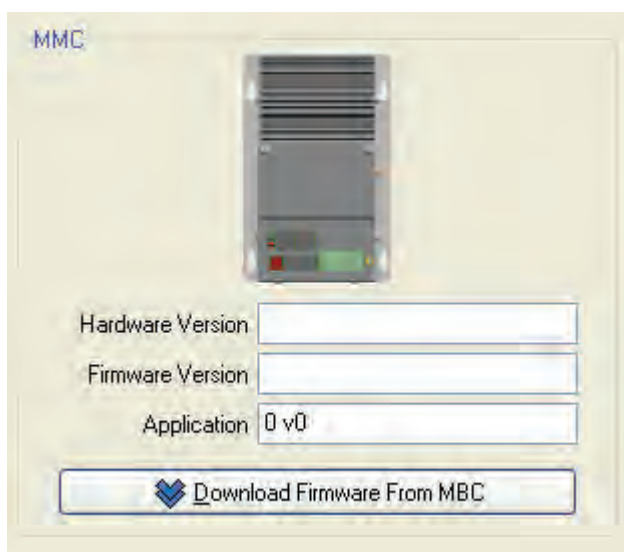 MMC
Hardware Version
Firmware Version
Application 0 v0
Download Firmware From MBC